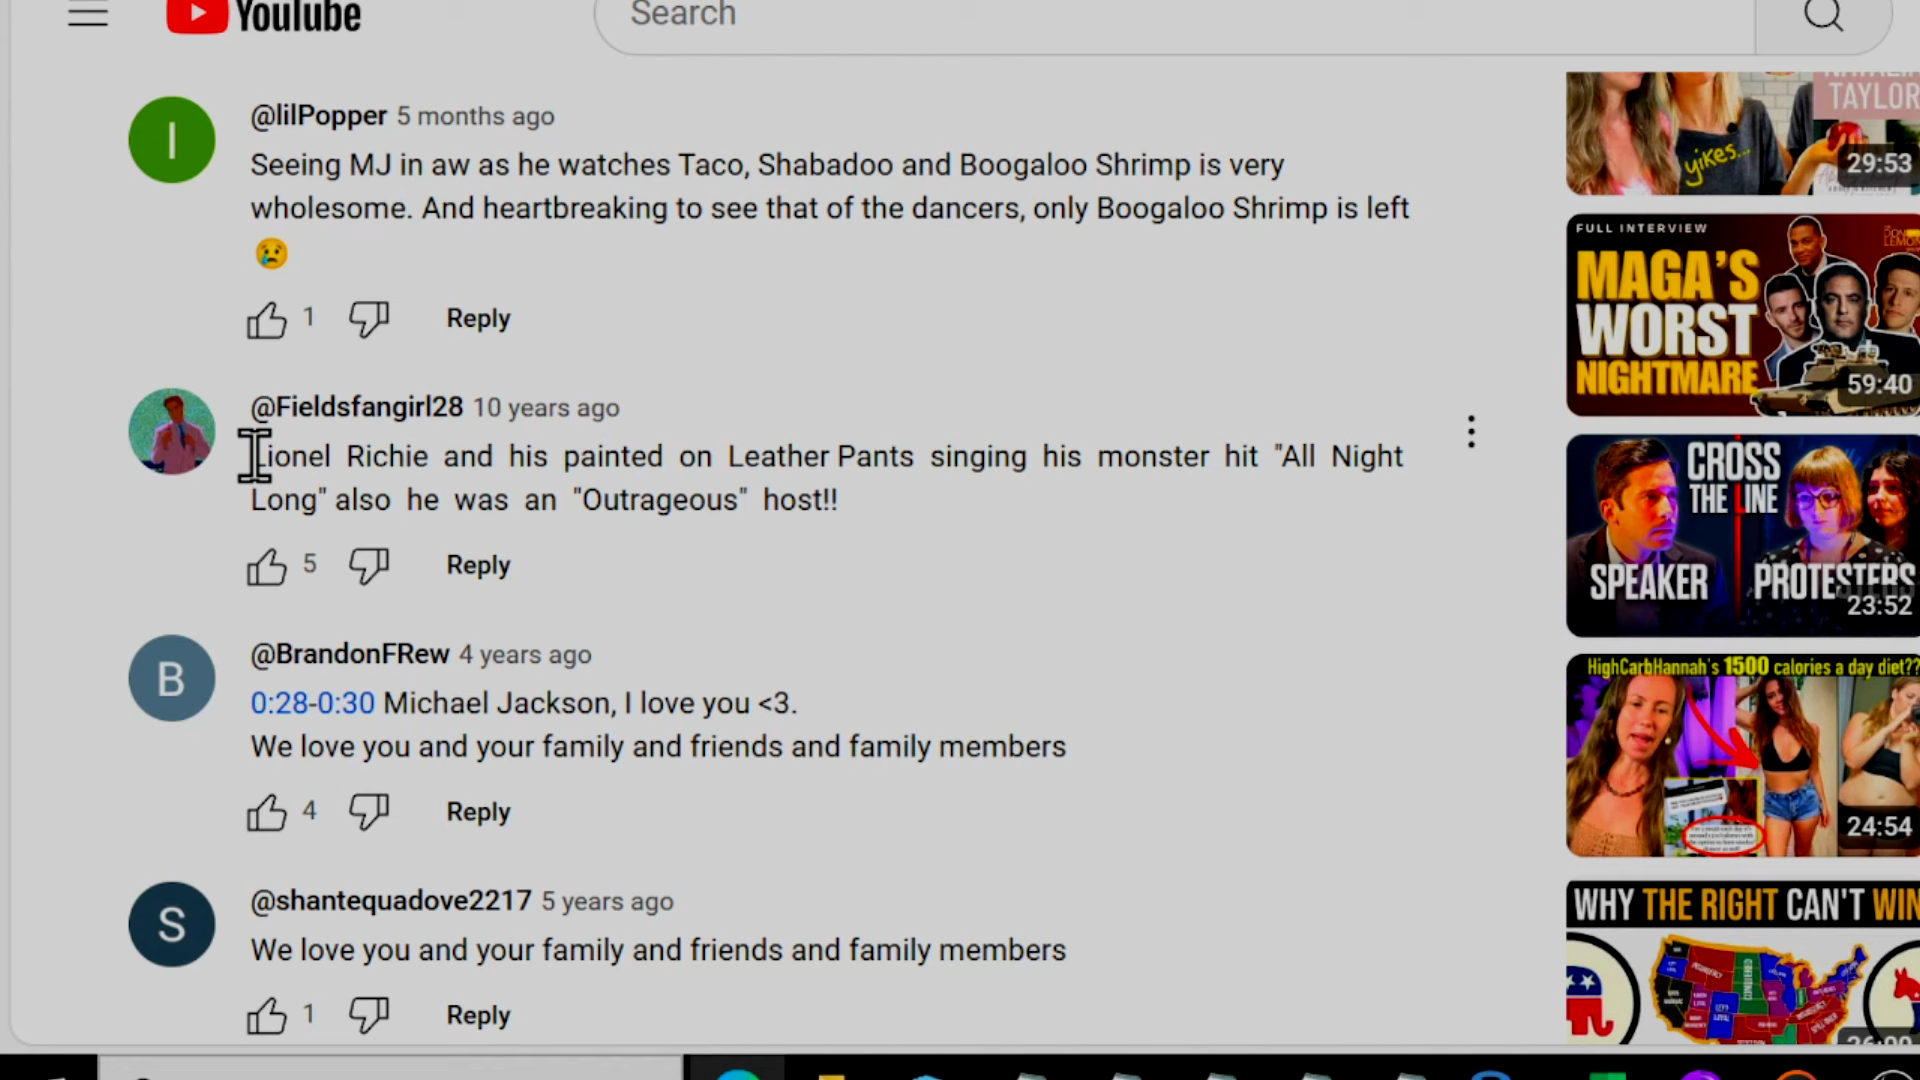 YouTube
Search
@lilPopper 5 months ago
Seeing MJ in aw as he watches Taco, Shabadoo and Boogaloo Shrimp is very
wholesome. And heartbreaking to see that of the dancers, only Boogaloo Shrimp is left
😢
1 Reply
@Fieldsfangirl28 10 years ago
Lionel Richie and his painted on Leather Pants singing his monster hit "All Night
Long" also he was an "Outrageous" host!!
5 Reply
@BrandonFRew 4 years ago
0:28-0:30 Michael Jackson, I love you <3.
We love you and your family and friends and family members
4 Reply
@shantequadove2217 5 years ago
We love you and your family and friends and family members
1 Reply
I
B
S
TAYLOR
yikes...
29:53
FULL INTERVIEW
MAGA'S
WORST
NIGHTMARE
59:40
CROSS
THE LINE
SPEAKER PROTESTERS
23:52
HighCarbHannah's 1500 calories a day diet??
24:54
WHY THE RIGHT CAN'T WIN